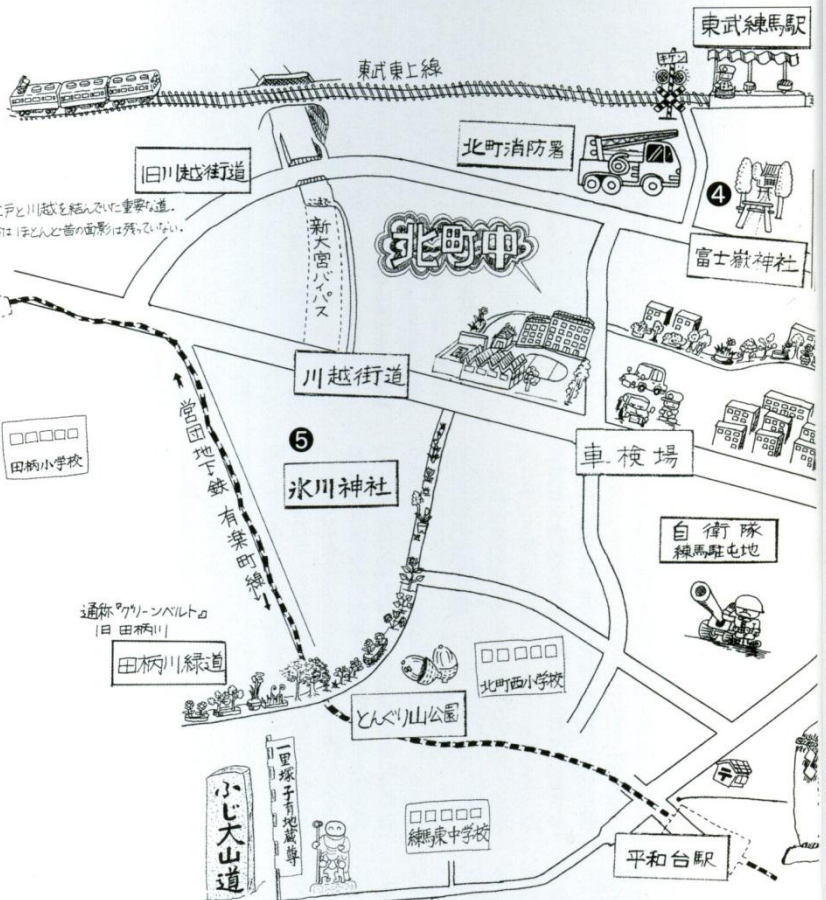 東武練馬駅
東武東上線
キケン
北町消防署
旧川越街道
戸と川越を結んでいた重要な道。
はほとんど昔の面影は残っていない。
❹
富士嶽神社
新大宮バイパス
北町中
川越街道
車検場
❺
氷川神社
田柄小学校
営団地下鉄 有楽町線
自衛隊
練馬駐屯地
通称『グリーンベルト』
旧田柄川
田柄川緑道
とんぐり山公園
北町西小学校
ふじ大山道
一里塚子育地蔵尊
練馬東中学校
〒
平和台駅